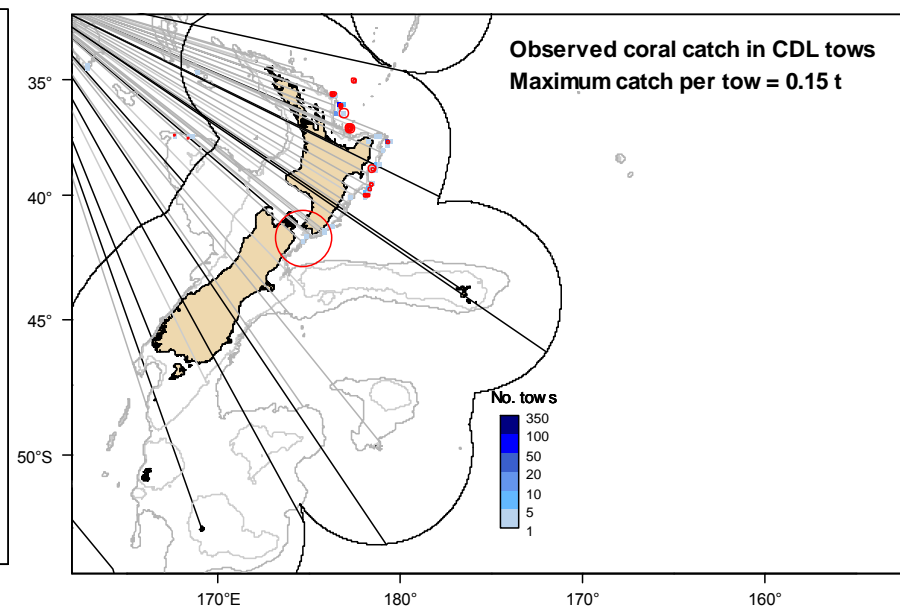 Observed coral catch in CDL tows
Maximum catch per tow = 0.15 t
35°
40°
45°
50°S
No. tows
350
100
50
20
10
5
1
170°E
180°
170°
160°